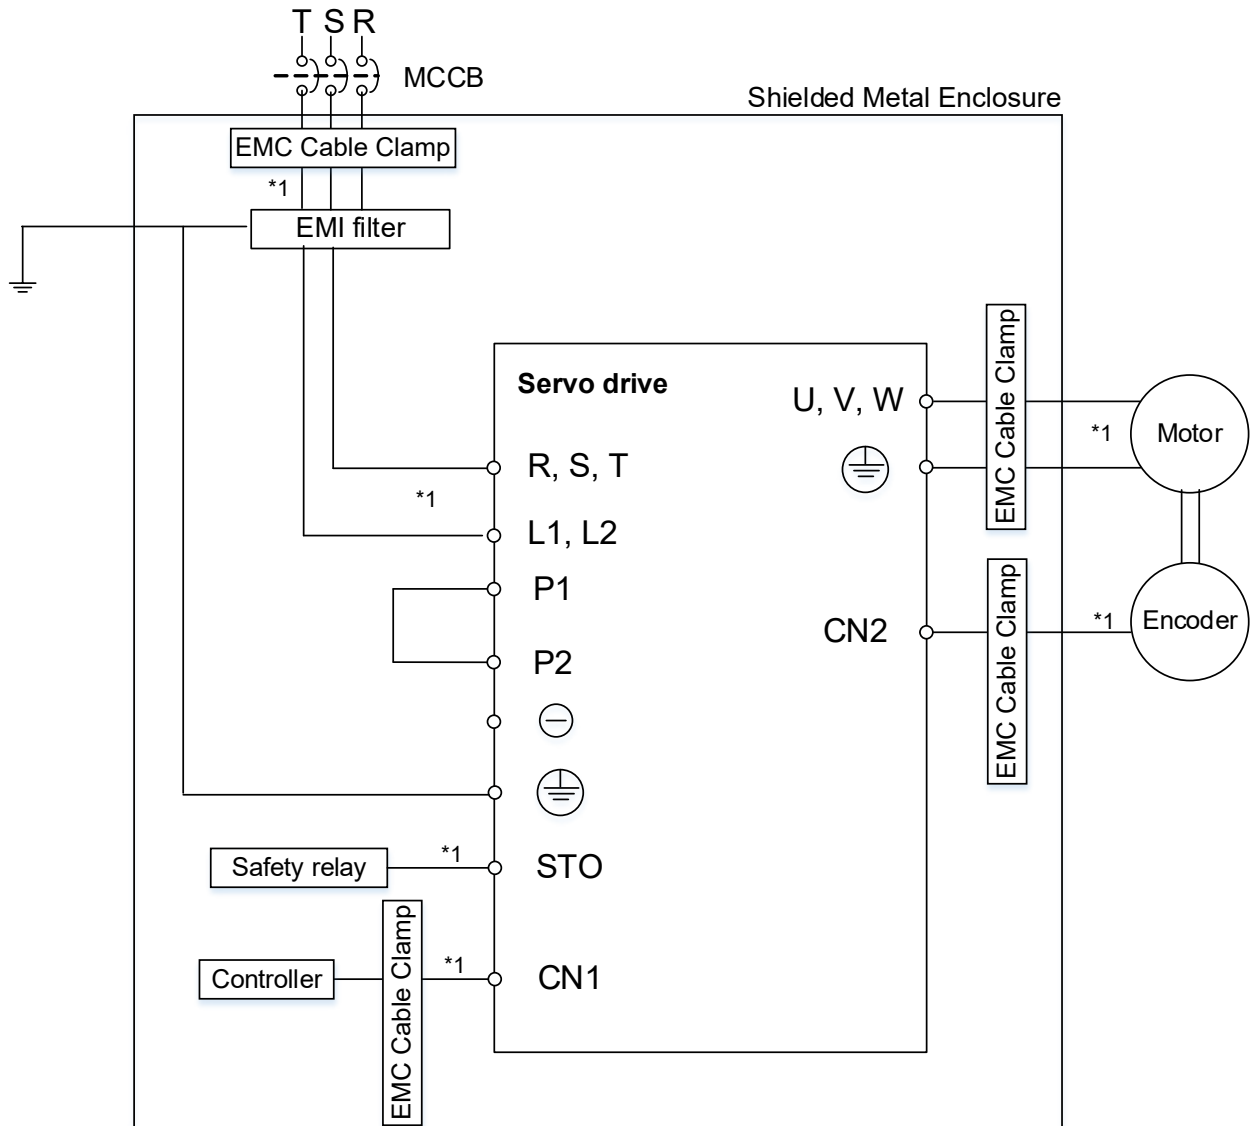 T S R
MCCB
Shielded Metal Enclosure
EMC Cable Clamp
*1
EMI filter
Servo drive
U, V, W
EMC Cable Clamp
*1
Motor
R, S, T
*1
L1, L2
P1
CN2
EMC Cable Clamp
*1
Encoder
P2
Safety relay
*1
STO
Controller
EMC Cable Clamp
*1
CN1